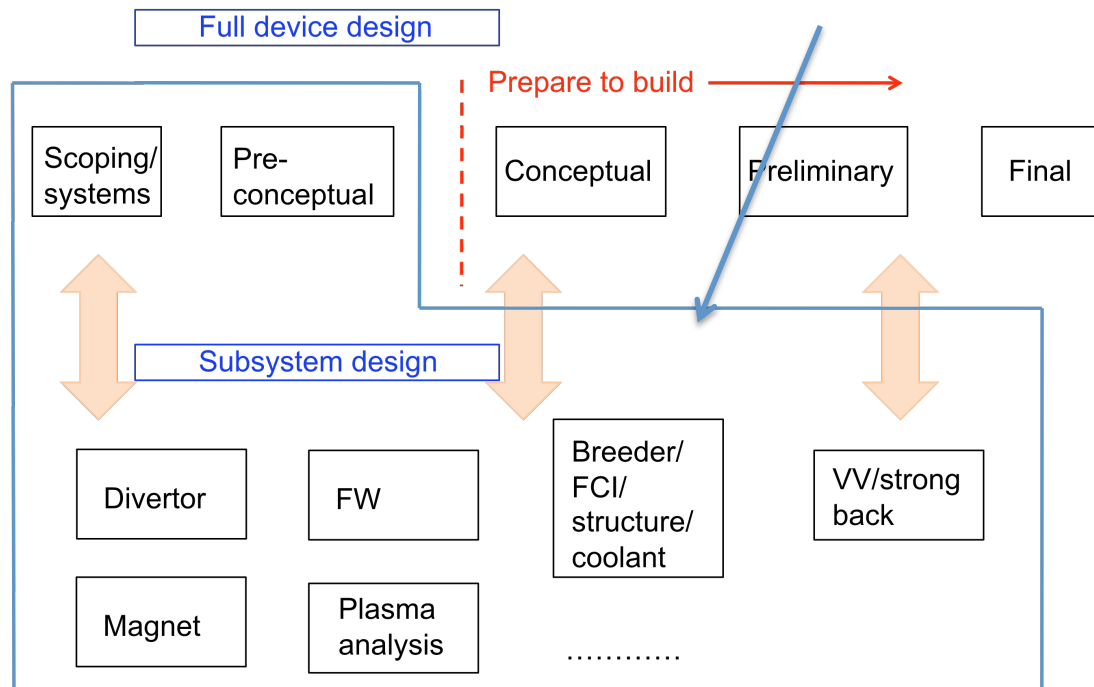 Full device design
Prepare to build
Scoping/
systems
Pre-
conceptual
Conceptual
Preliminary
Final
Subsystem design
Divertor
FW
Breeder/
FCI/
structure/
coolant
VV/strong
back
Magnet
Plasma
analysis
…………